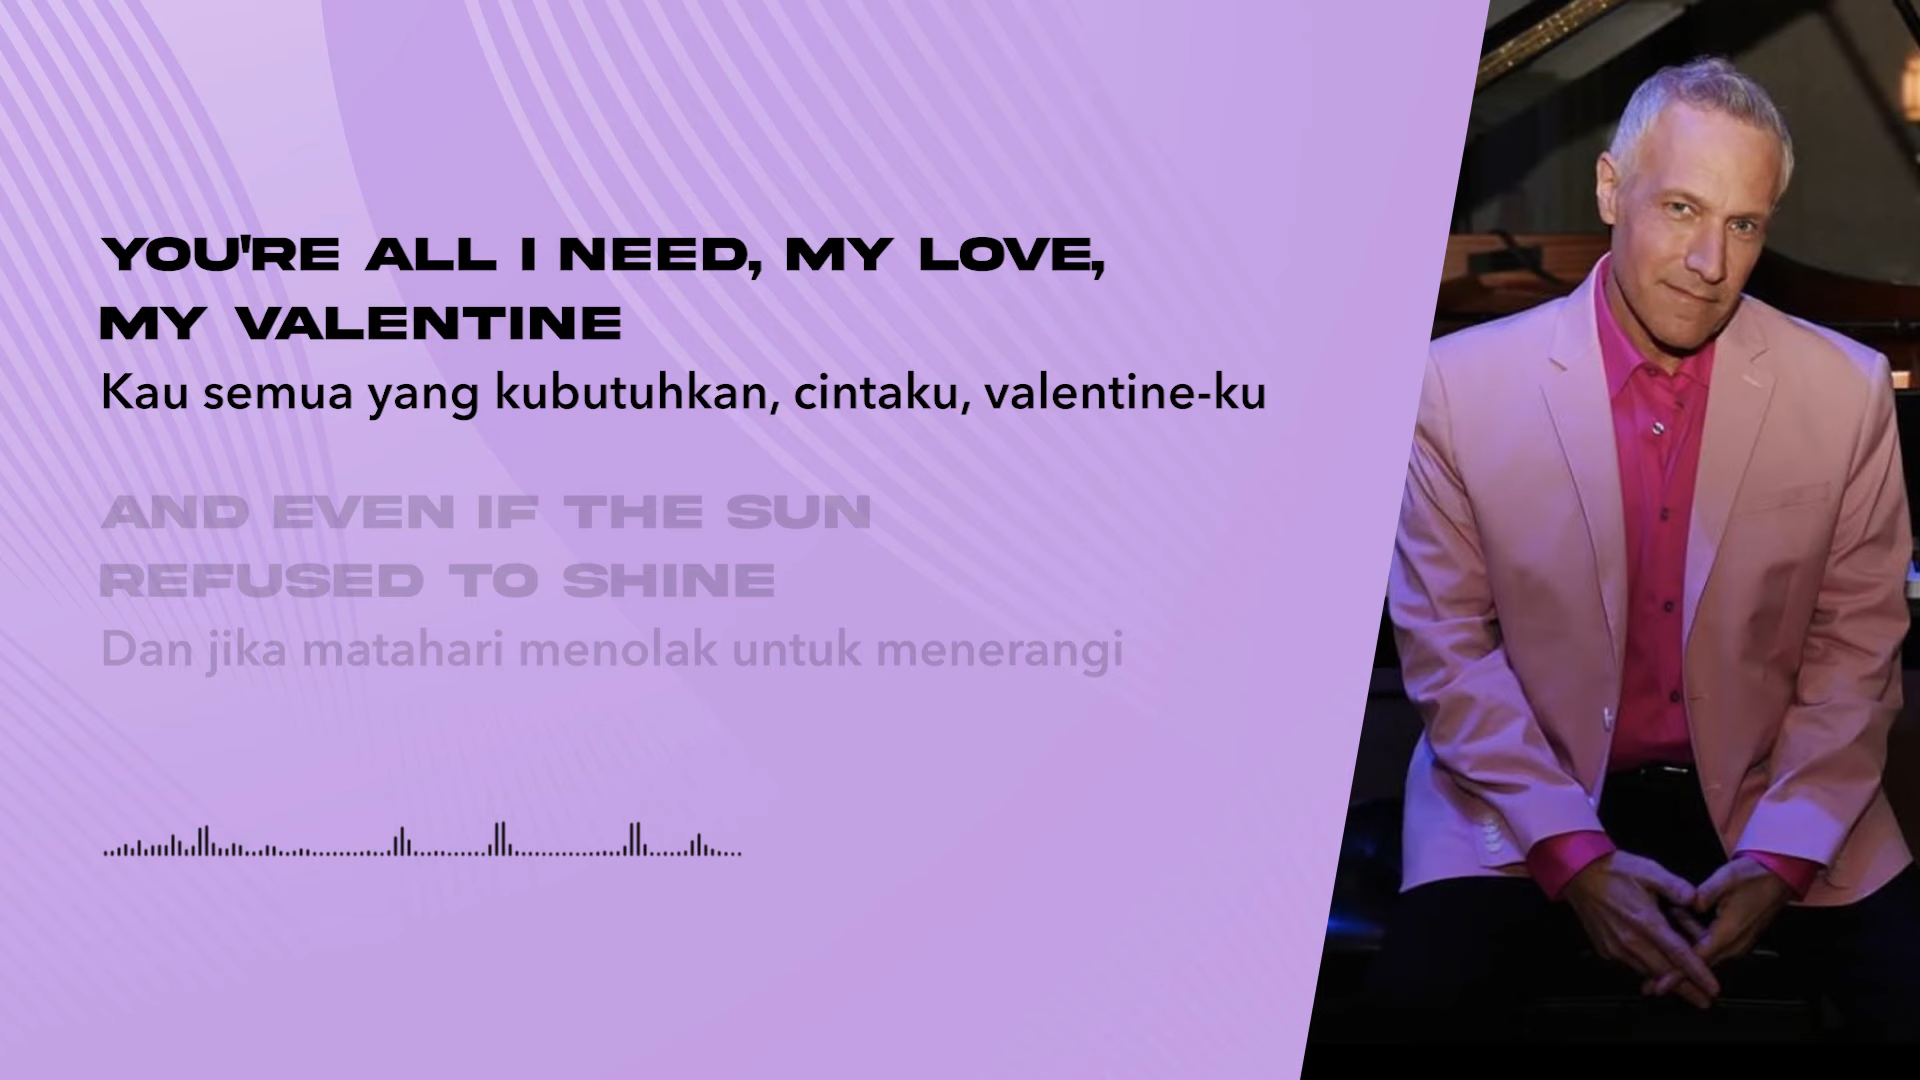 YOU'RE ALL I NEED, MY LOVE,
MY VALENTINE
Kau semua yang kubutuhkan, cintaku, valentine-ku
AND EVEN IF THE SUN
REFUSED TO SHINE
Dan jika matahari menolak untuk menerangi